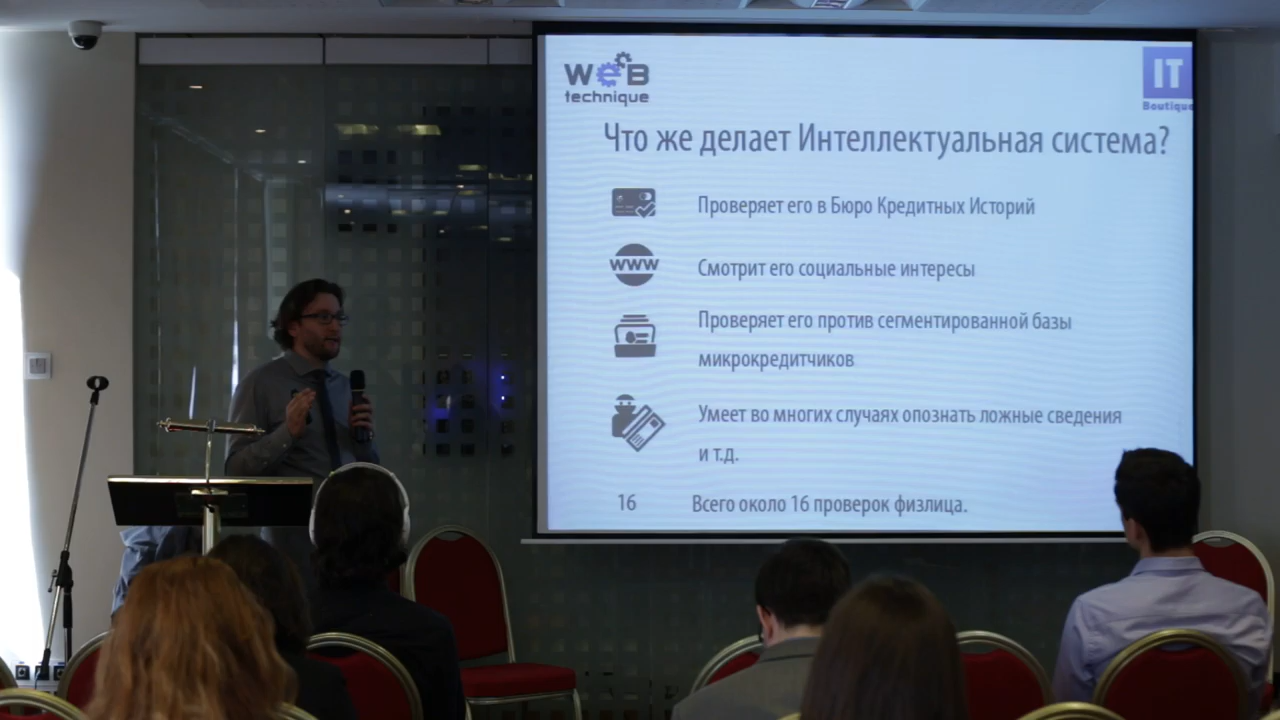 WeB
technique
IT
Boutique
Что же делает Интеллектуальная система?
Проверяет его в Бюро Кредитных Историй
www
Смотрит его социальные интересы
Проверяет его против сегментированной базы
микрокредитчиков
Умеет во многих случаях опознать ложные сведения
и т.д.
16 Всего около 16 проверок физлица.